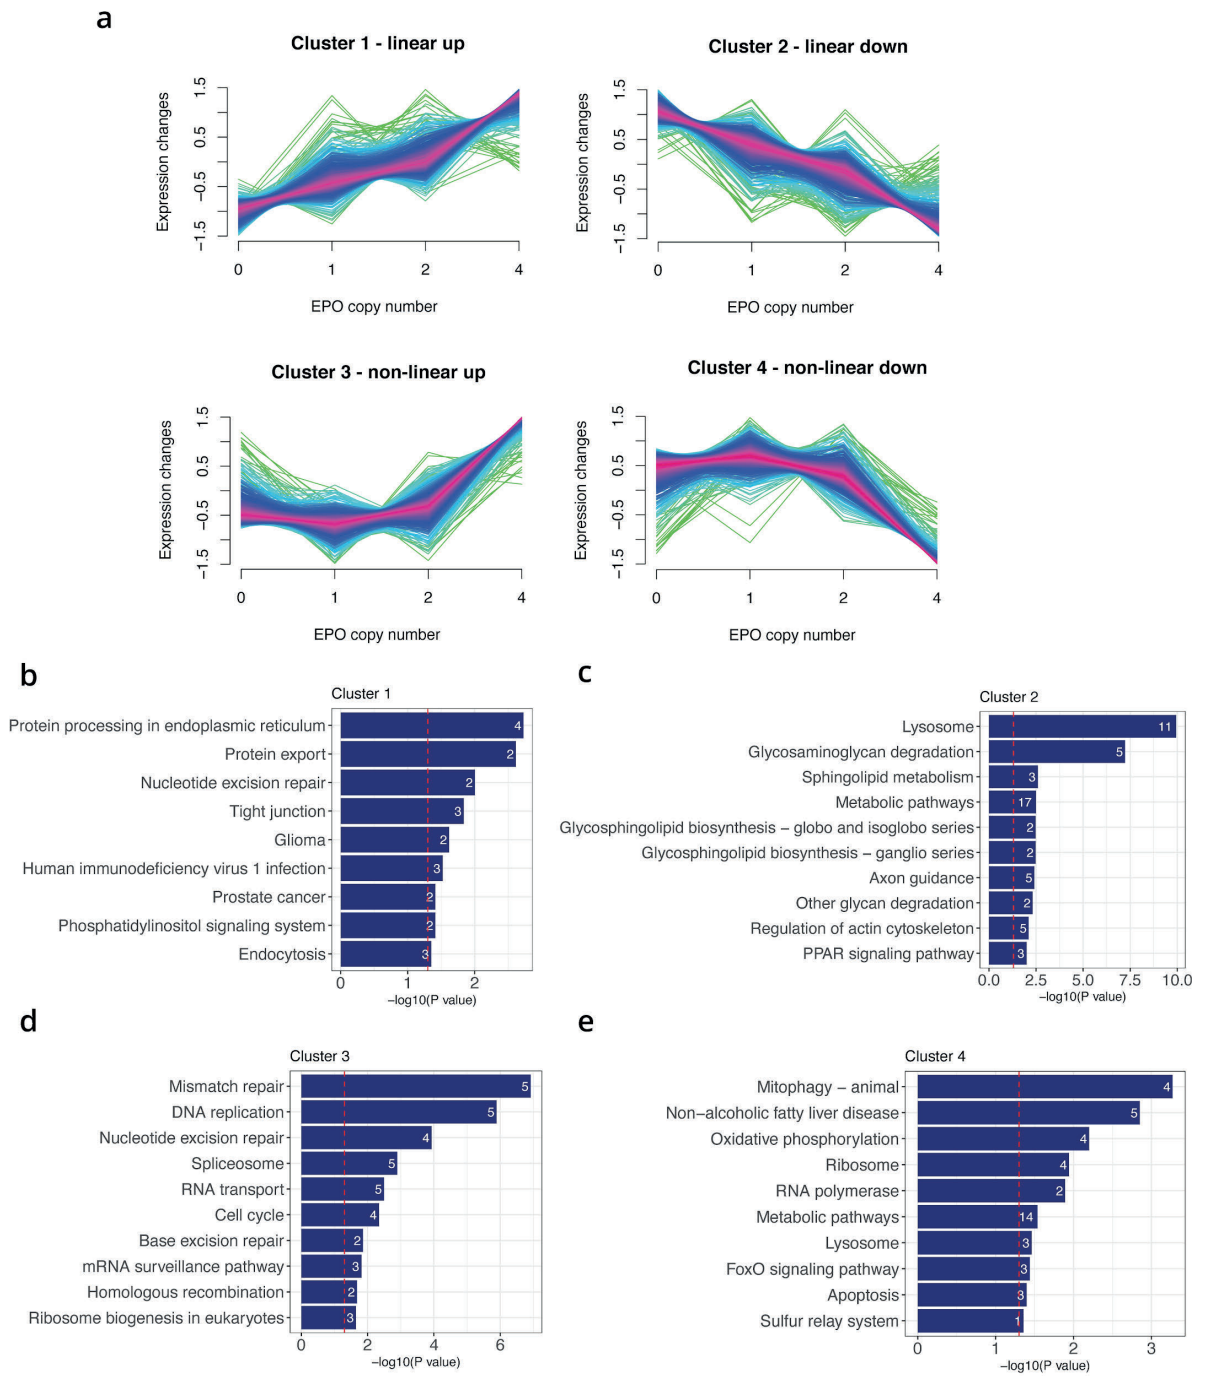 a
Cluster 1 - linear up
Expression changes
1.5
0.5
−0.5
−1.5
0 1 2 4
EPO copy number
Cluster 2 - linear down
Expression changes
1.5
0.5
−0.5
−1.5
0 1 2 4
EPO copy number
Cluster 3 - non-linear up
Expression changes
1.5
0.5
−0.5
−1.5
0 1 2 4
EPO copy number
Cluster 4 - non-linear down
Expression changes
1.5
0.5
−0.5
−1.5
0 1 2 4
EPO copy number
b
Cluster 1
Protein processing in endoplasmic reticulum 4
Protein export 2
Nucleotide excision repair 2
Tight junction 3
Glioma 2
Human immunodeficiency virus 1 infection 3
Prostate cancer 2
Phosphatidylinositol signaling system 2
Endocytosis 3
0 1 2
−log10(P value)
c
Cluster 2
Lysosome 11
Glycosaminoglycan degradation 5
Sphingolipid metabolism 3
Metabolic pathways 17
Glycosphingolipid biosynthesis − globo and isoglobo series 2
Glycosphingolipid biosynthesis − ganglio series 2
Axon guidance 5
Other glycan degradation 2
Regulation of actin cytoskeleton 5
PPAR signaling pathway 3
0.0 2.5 5.0 7.5 10.0
−log10(P value)
d
Cluster 3
Mismatch repair 5
DNA replication 5
Nucleotide excision repair 4
Spliceosome 5
RNA transport 5
Cell cycle 4
Base excision repair 2
mRNA surveillance pathway 3
Homologous recombination 2
Ribosome biogenesis in eukaryotes 3
0 2 4 6
−log10(P value)
e
Cluster 4
Mitophagy − animal 4
Non−alcoholic fatty liver disease 5
Oxidative phosphorylation 4
Ribosome 4
RNA polymerase 2
Metabolic pathways 14
Lysosome 3
FoxO signaling pathway 3
Apoptosis 3
Sulfur relay system 1
0 1 2 3
−log10(P value)